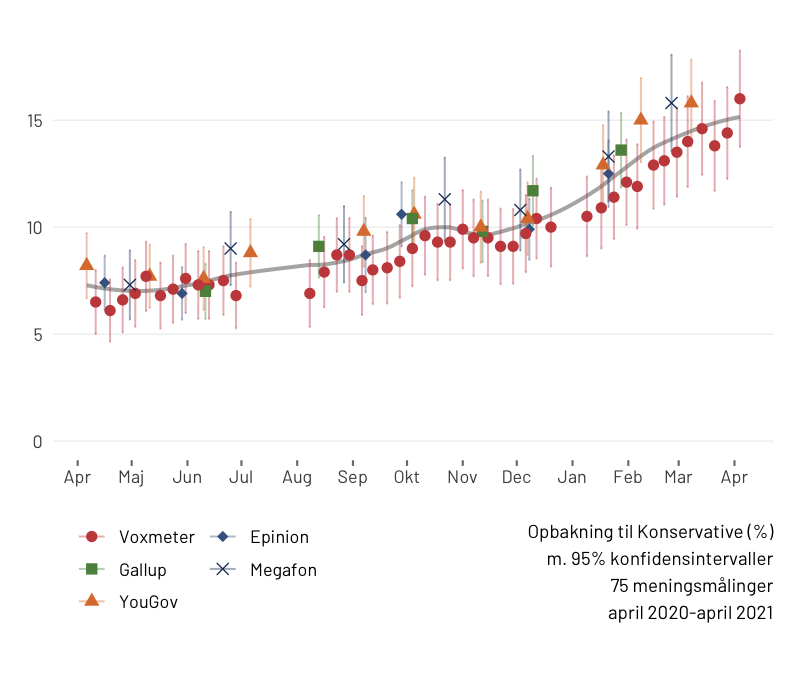 15
10
5
0
Apr Maj Jun Jul Aug Sep Okt Nov Dec Jan Feb Mar Apr
Voxmeter Epinion
Gallup Megafon
YouGov
Opbakning til Konservative (%)
m. 95% konfidensintervaller
75 meningsmålinger
april 2020-april 2021